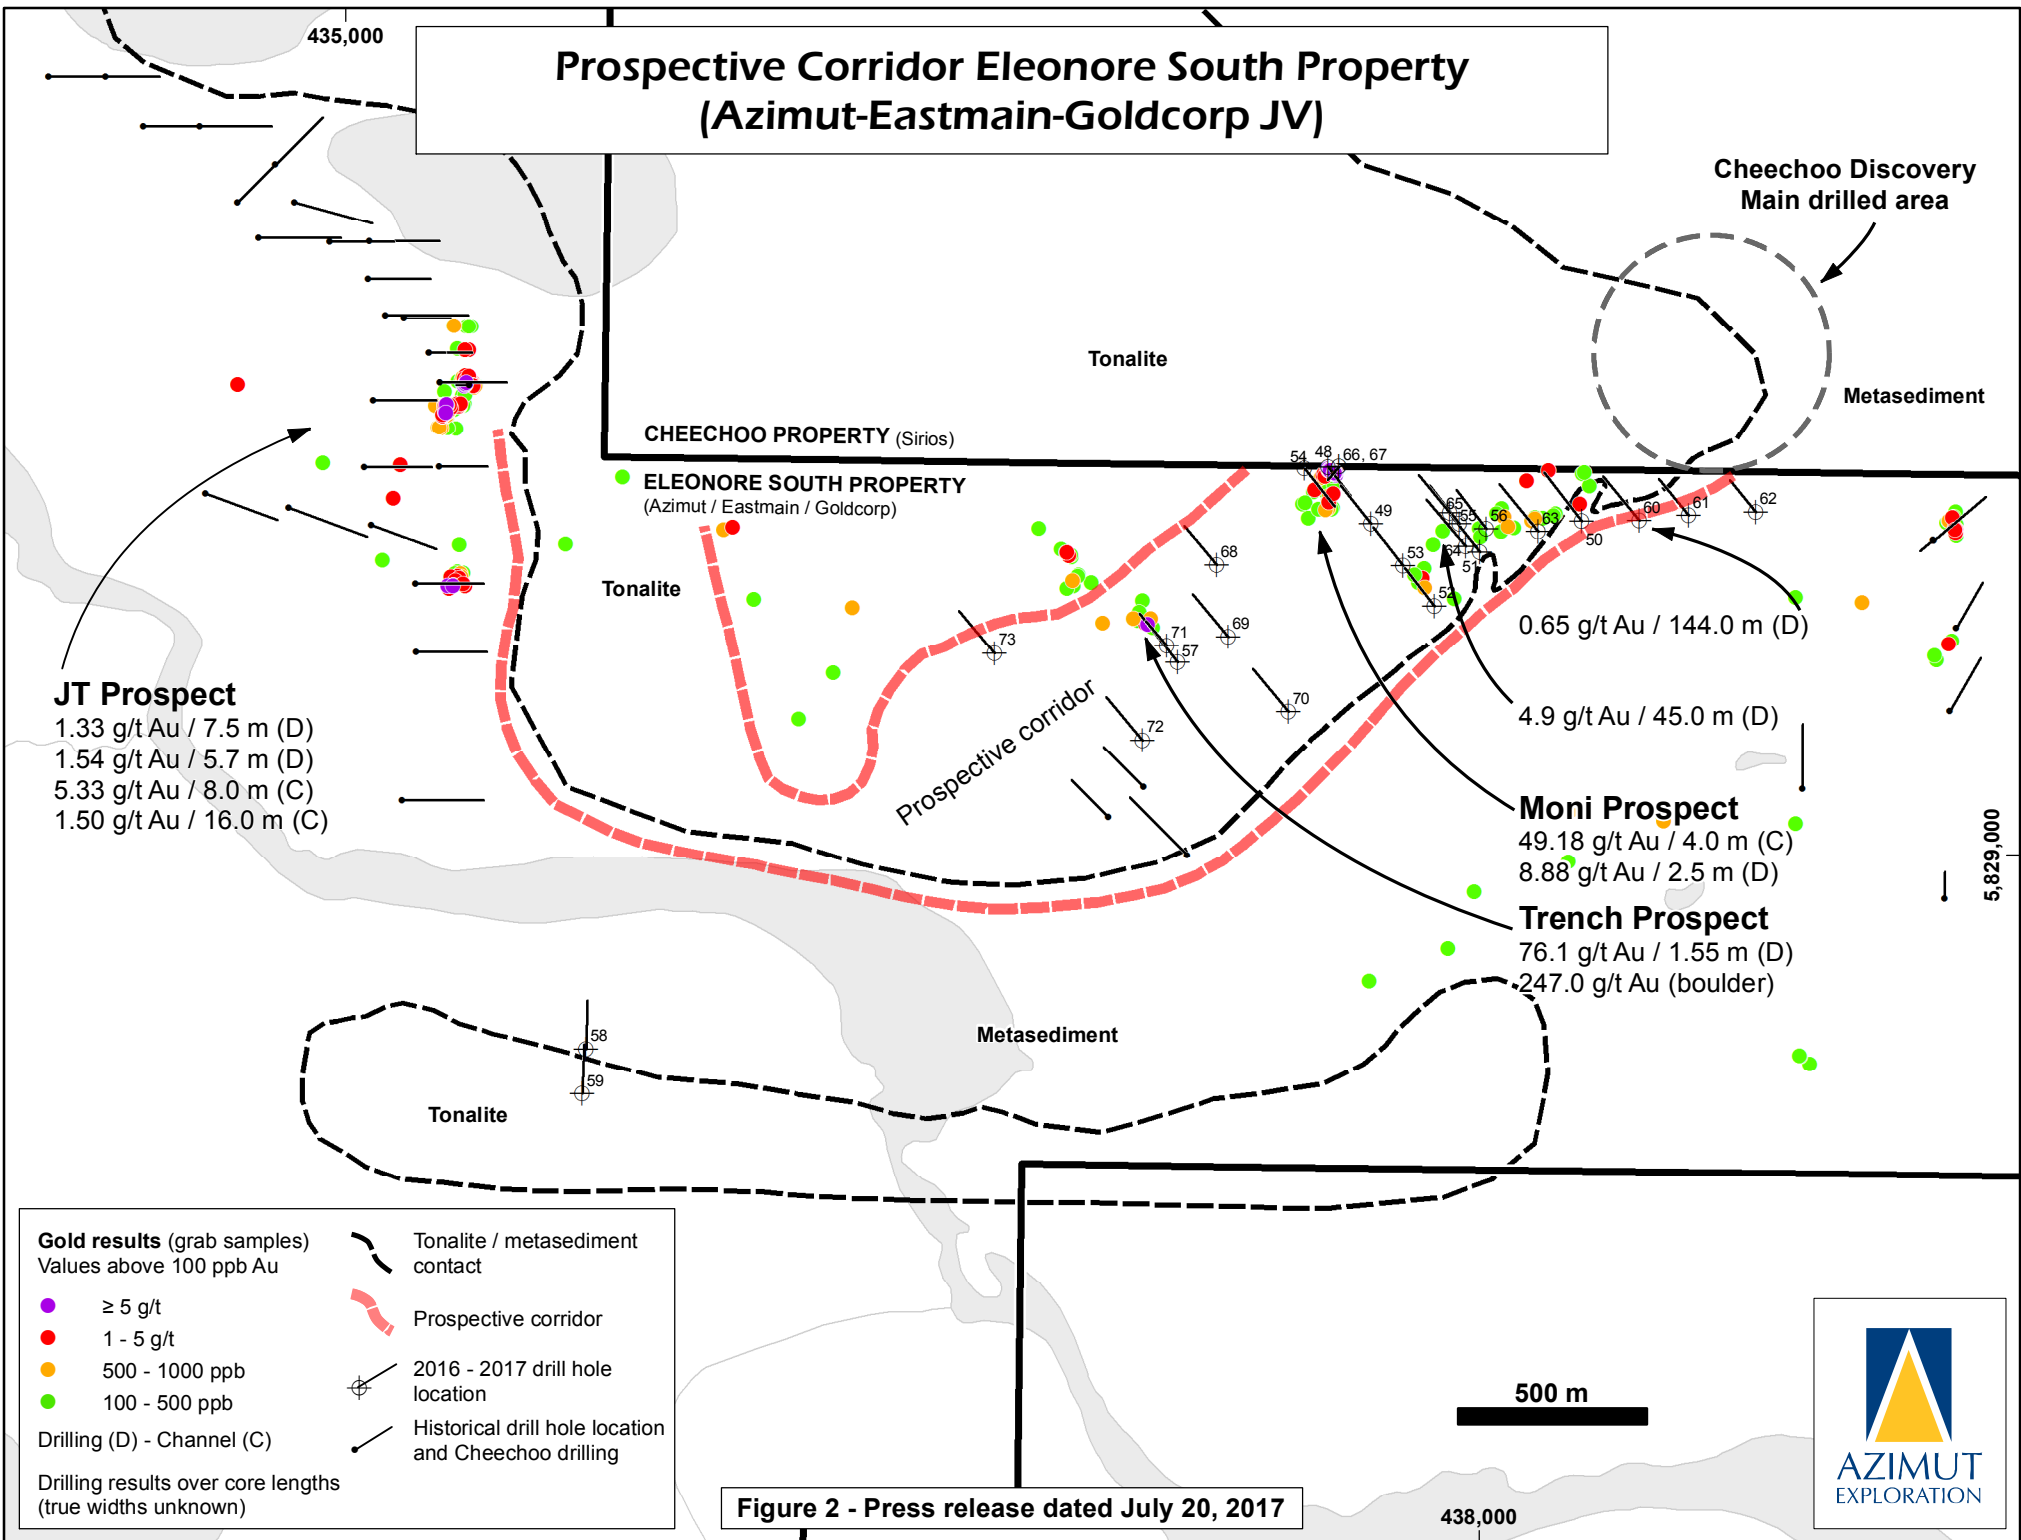 435,000
Prospective Corridor Eleonore South Property
(Azimut-Eastmain-Goldcorp JV)
Cheechoo Discovery
Main drilled area
Tonalite
Metasediment
CHEECHOO PROPERTY (Sirios)
ELEONORE SOUTH PROPERTY
(Azimut / Eastmain / Goldcorp)
54
48
66, 67
49
65
55
56
63
50
60
61
62
64
51
53
52
68
69
71
57
73
70
72
Tonalite
Prospective corridor
0.65 g/t Au / 144.0 m (D)
4.9 g/t Au / 45.0 m (D)
JT Prospect
1.33 g/t Au / 7.5 m (D)
1.54 g/t Au / 5.7 m (D)
5.33 g/t Au / 8.0 m (C)
1.50 g/t Au / 16.0 m (C)
Moni Prospect
49.18 g/t Au / 4.0 m (C)
8.88 g/t Au / 2.5 m (D)
Trench Prospect
76.1 g/t Au / 1.55 m (D)
247.0 g/t Au (boulder)
5,829,000
58
59
Metasediment
Tonalite
Gold results (grab samples)
Values above 100 ppb Au
≥ 5 g/t
1 - 5 g/t
500 - 1000 ppb
100 - 500 ppb
Drilling (D) - Channel (C)
Drilling results over core lengths
(true widths unknown)
Tonalite / metasediment
contact
Prospective corridor
2016 - 2017 drill hole
location
Historical drill hole location
and Cheechoo drilling
500 m
Figure 2 - Press release dated July 20, 2017
438,000
AZIMUT
EXPLORATION